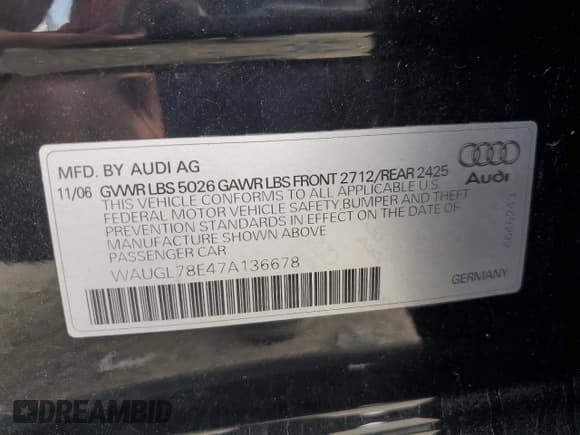 MFD. BY AUDI AG
11/06 GVWR LBS 5026 GAWR LBS FRONT 2712/REAR 2425
THIS VEHICLE CONFORMS TO ALL APPLICABLE U.S
FEDERAL MOTOR VEHICLE SAFETY, BUMPER AND THEFT
PREVENTION STANDARDS IN EFFECT ON THE DATE OF
MANUFACTURE SHOWN ABOVE
PASSENGER CAR
WAUGL78E47A136678
Audi
GERMANY
DREAMBID